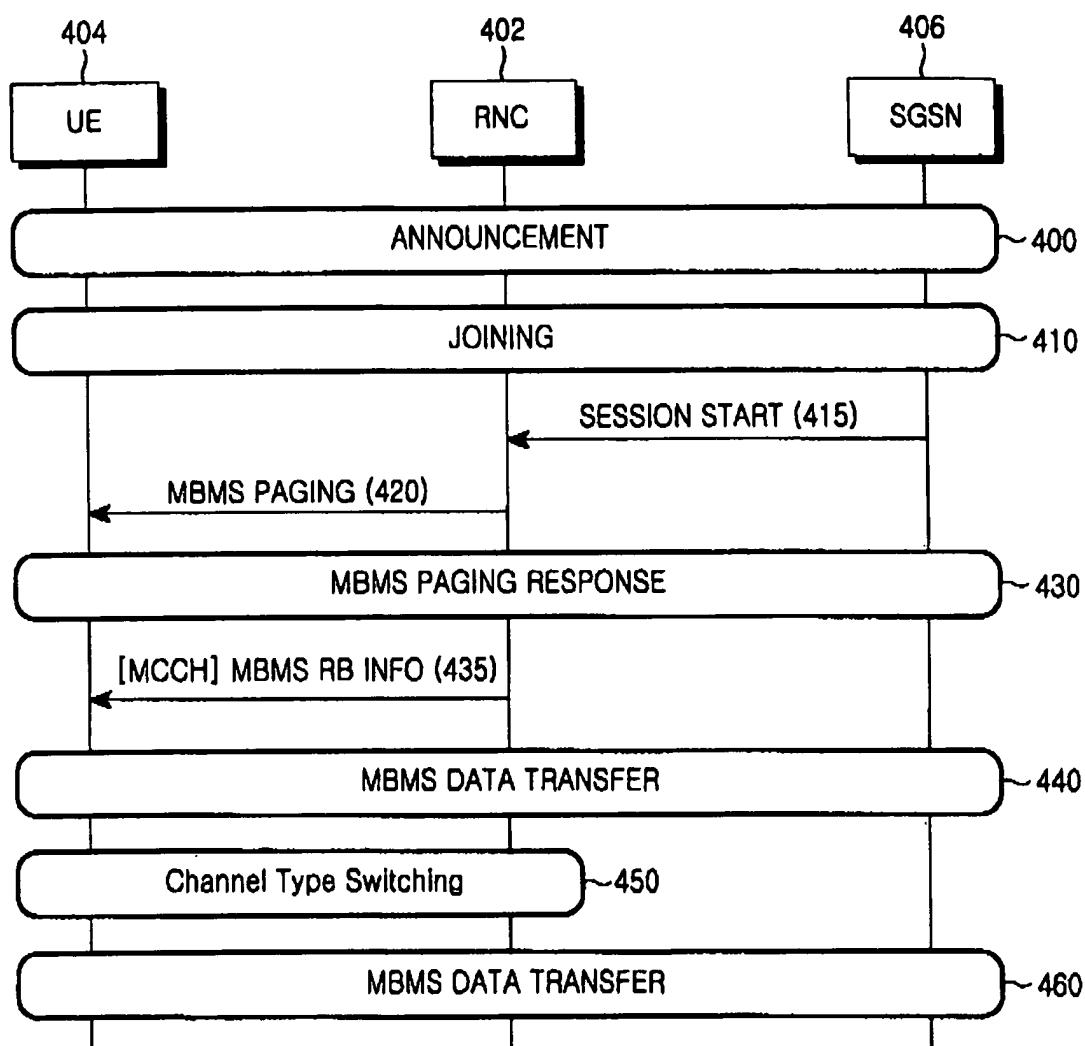 404
402
406
UE
RNC
SGSN
ANNOUNCEMENT
400
JOINING
410
SESSION START (415)
MBMS PAGING (420)
MBMS PAGING RESPONSE
430
[MCCH] MBMS RB INFO (435)
MBMS DATA TRANSFER
440
Channel Type Switching
450
MBMS DATA TRANSFER
460